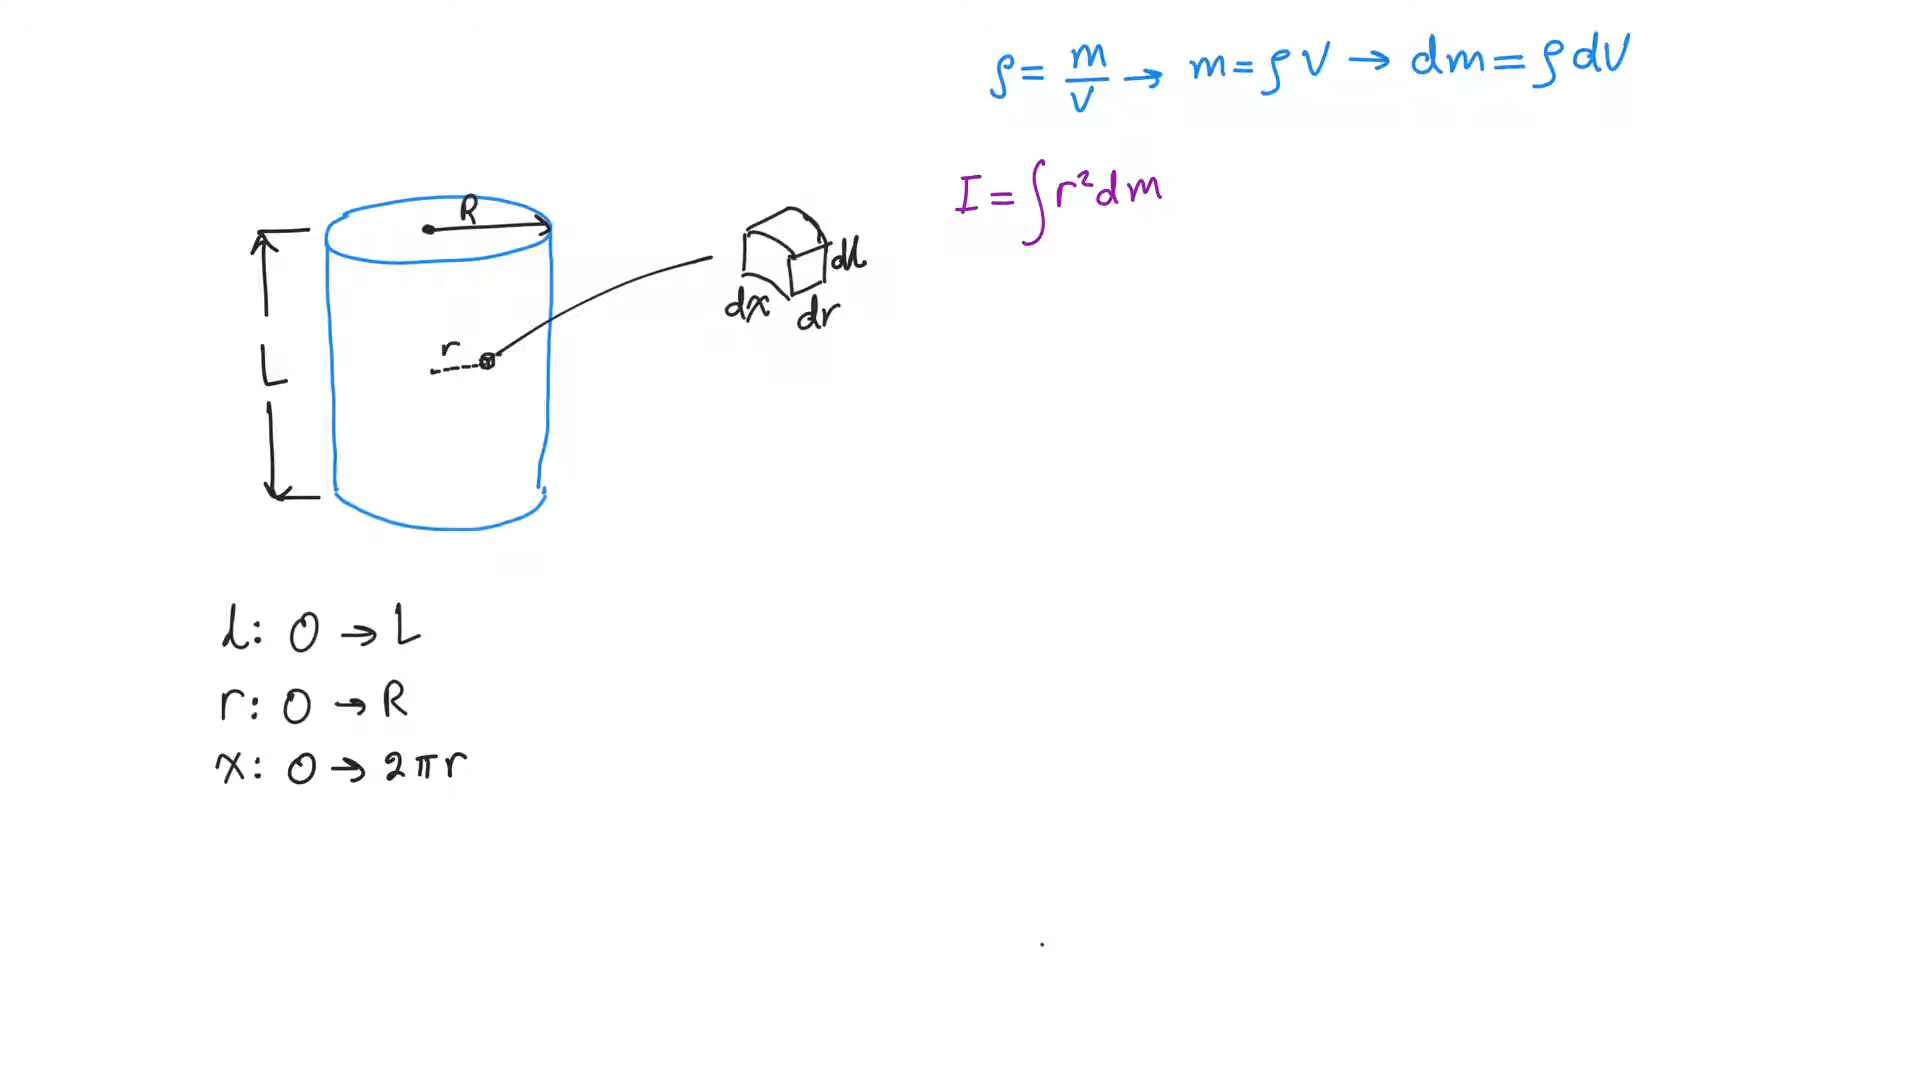 ρ = m/V → m = ρV → dm = ρdV
I = ∫r²dm
R
dl
dx dr
r
L
l: 0 → L
r: 0 → R
x: 0 → 2πr